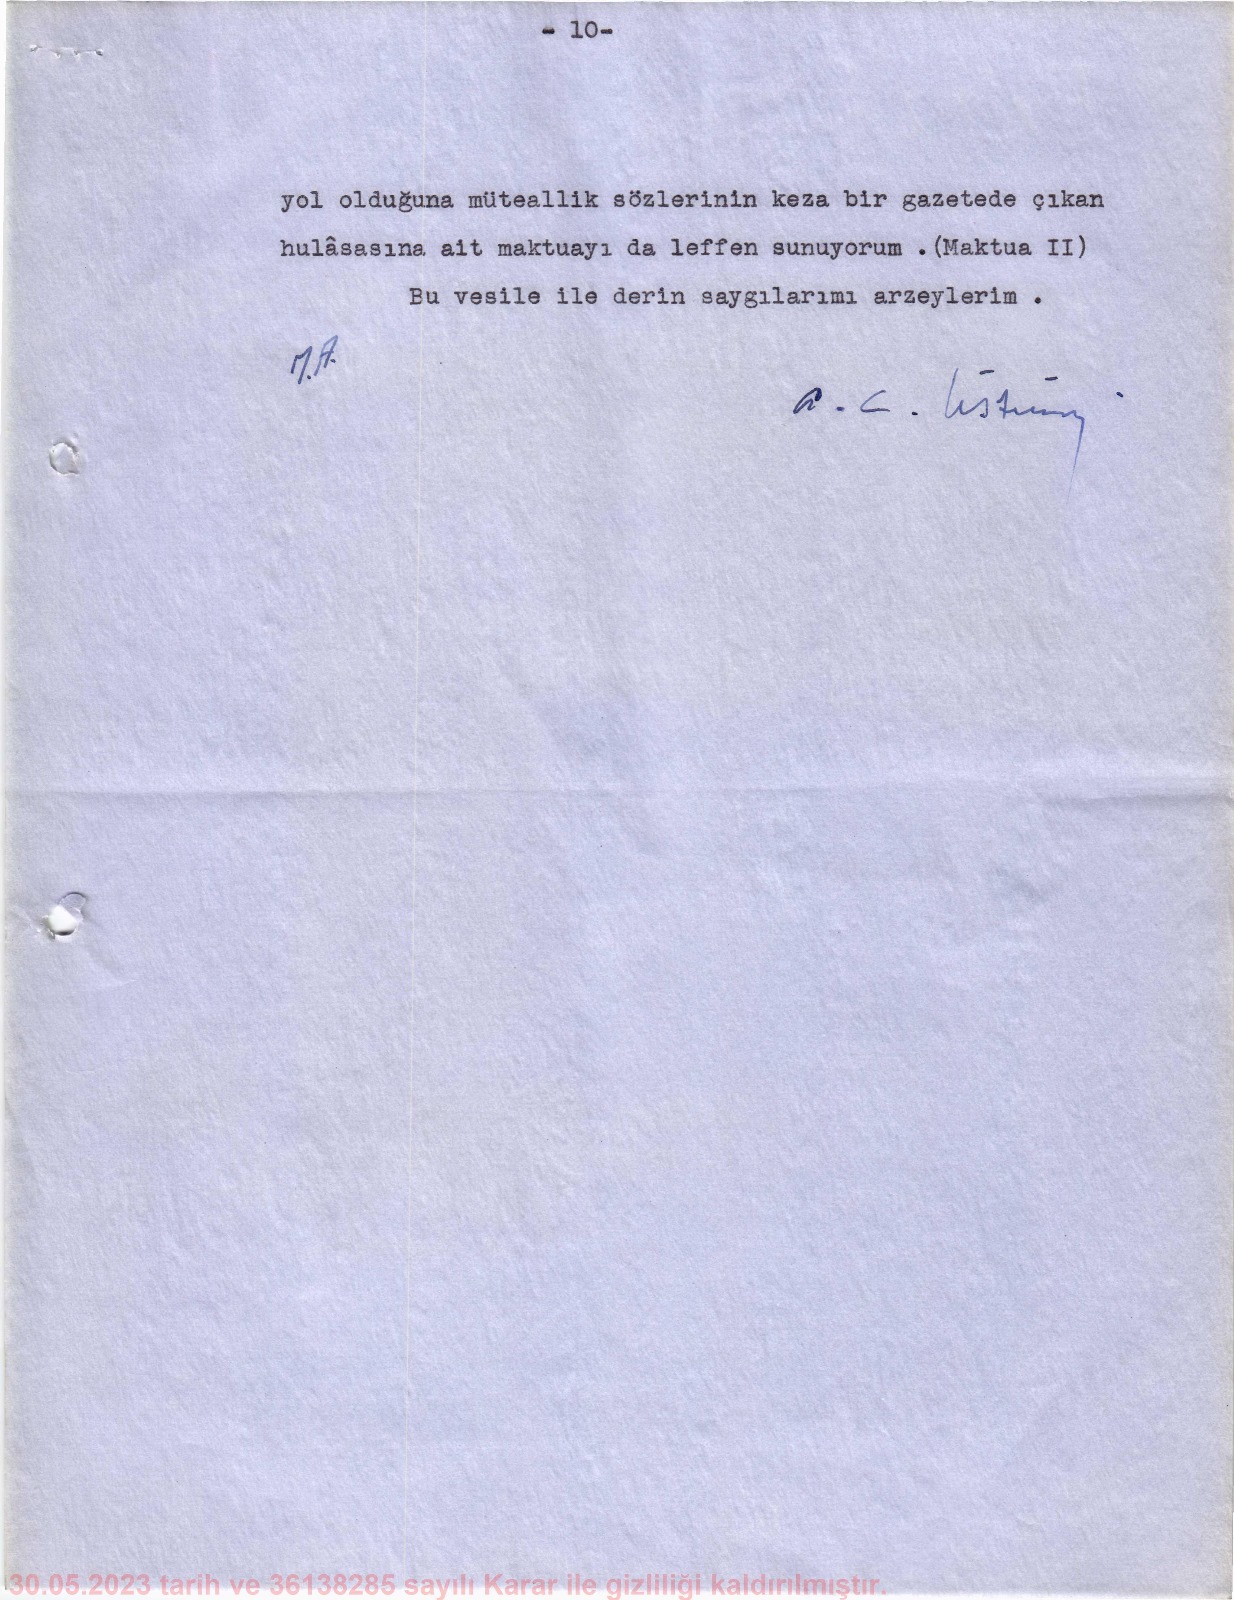 - 10-
yol olduğuna müteallik sözlerinin keza bir gazetede çıkan
hulâsasına ait maktuayı da leffen sunuyorum .(Maktua II)
Bu vesile ile derin saygılarımı arzeylerim .
M.A.
30.05.2023 tarih ve 36138285 sayılı Karar ile gizliliği kaldırılmıştır.